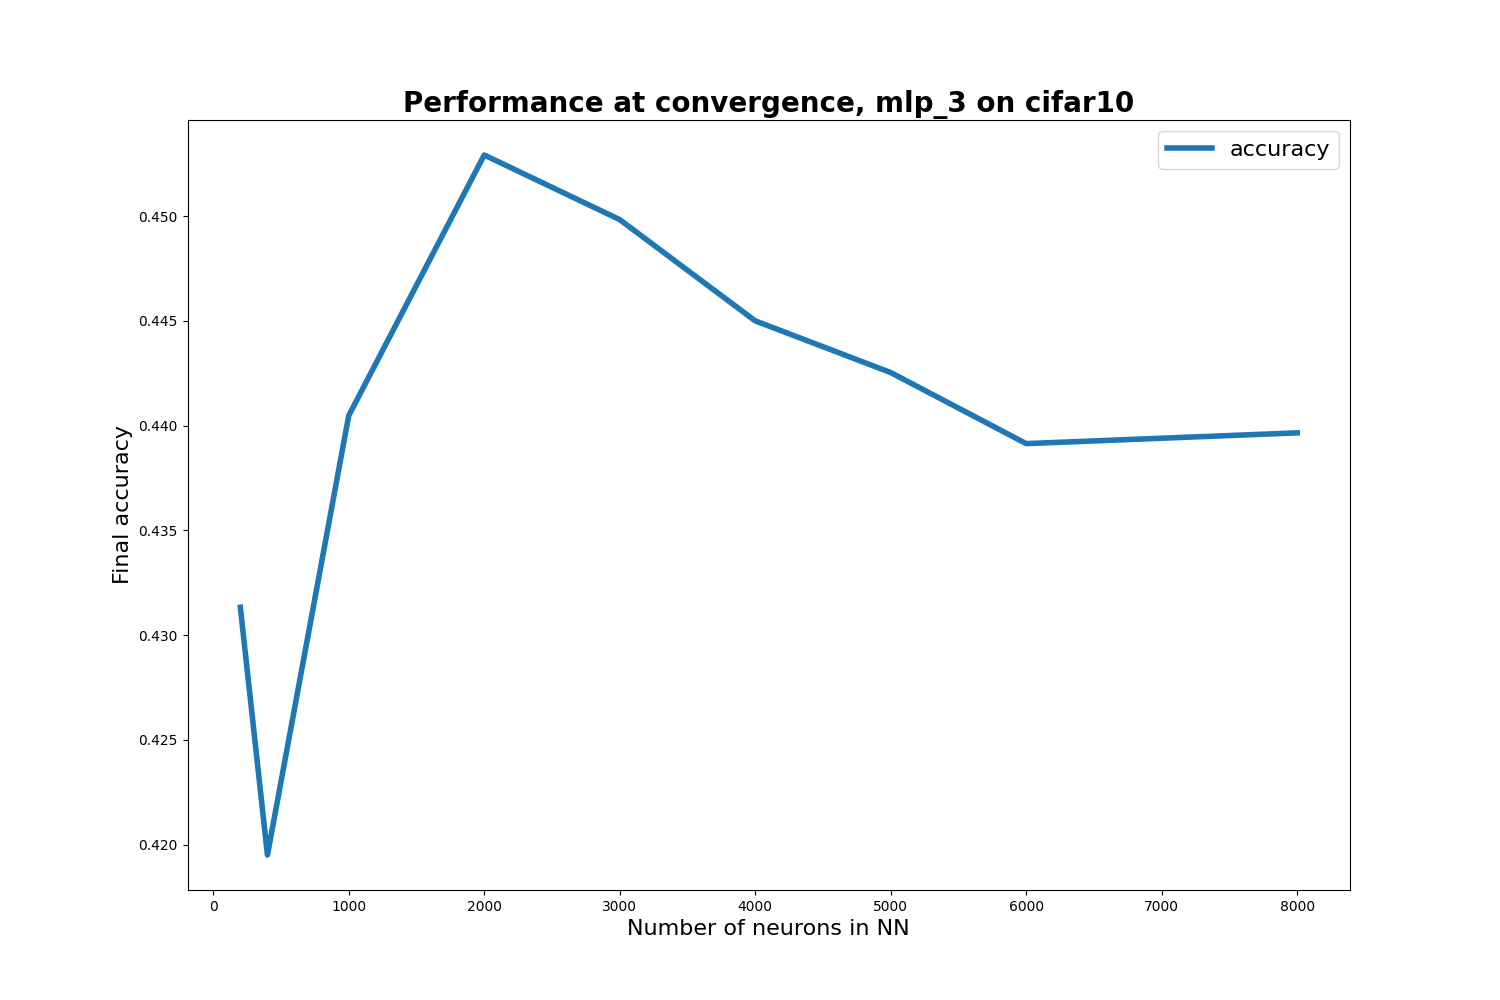 Performance at convergence, mlp_3 on cifar10
accuracy
0.450
0.445
0.440
0.435
0.430
0.425
0.420
Final accuracy
0 1000 2000 3000 4000 5000 6000 7000 8000
Number of neurons in NN